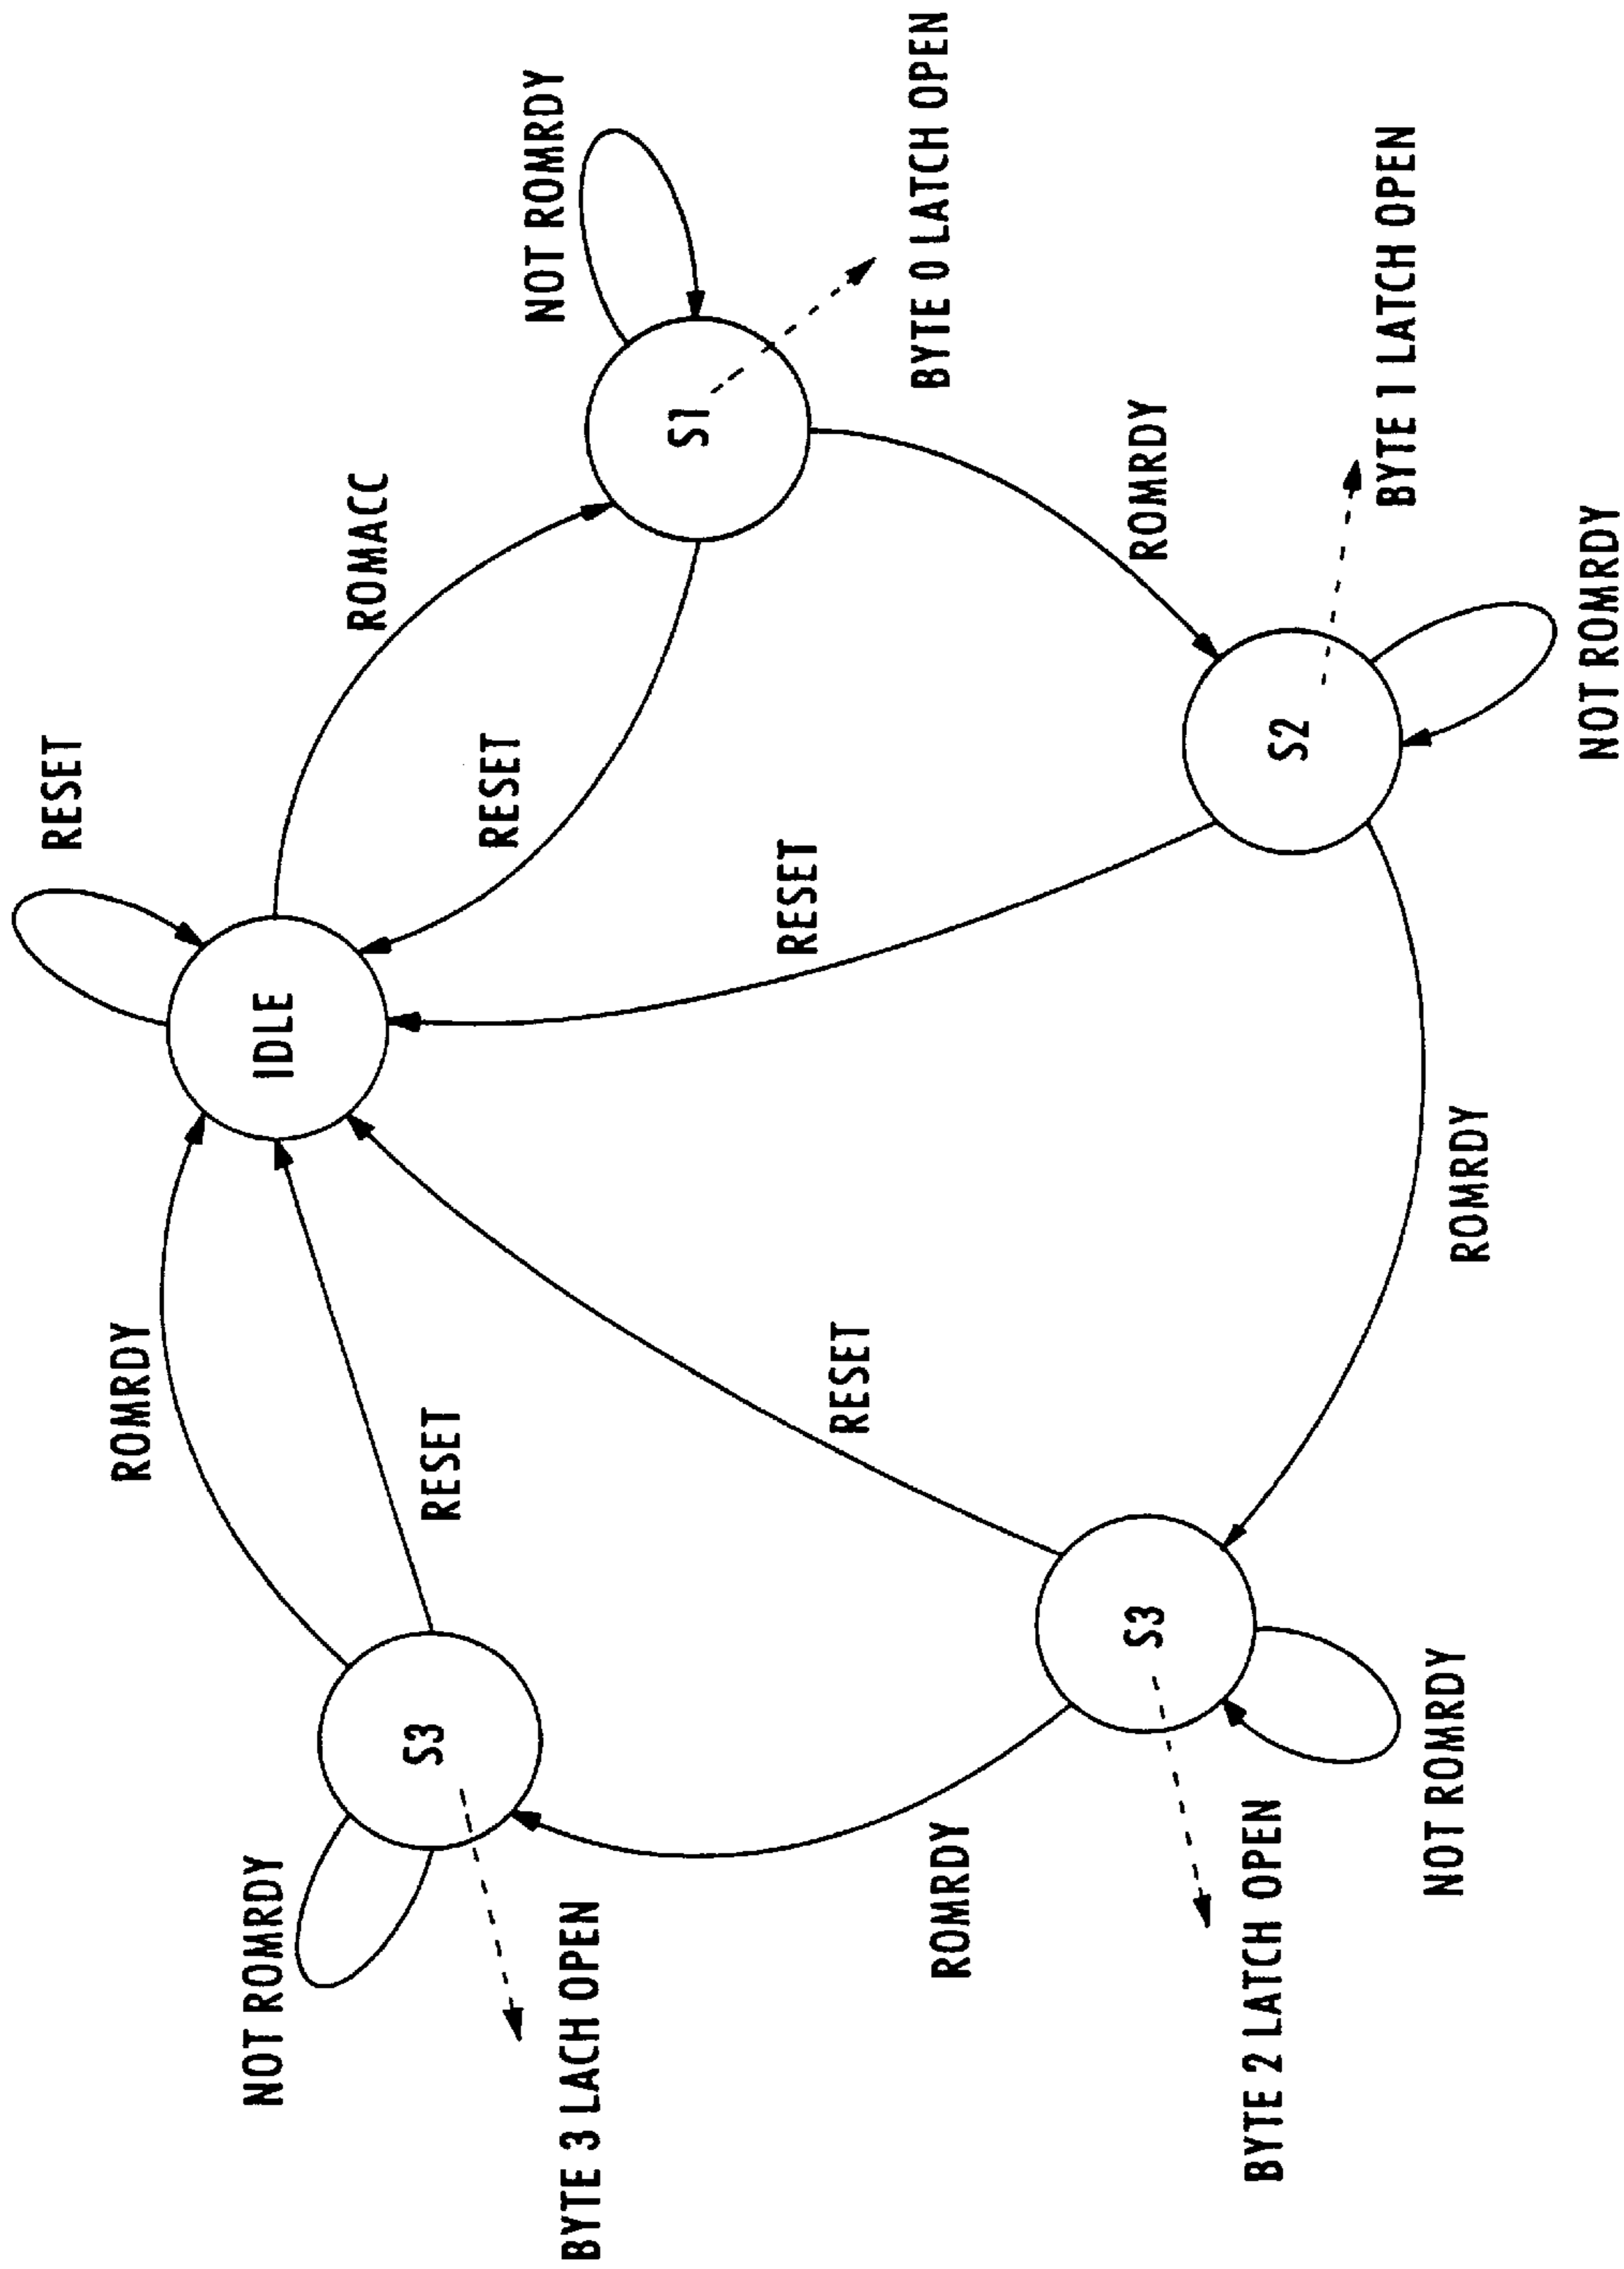 RESET
IDLE
ROMACC
RESET
NOT ROMRDY
S1
BYTE 0 LATCH OPEN
ROMRDY
RESET
S2
BYTE 1 LATCH OPEN
NOT ROMRDY
ROMRDY
RESET
S3
BYTE 2 LATCH OPEN
NOT ROMRDY
ROMRDY
S3
BYTE 3 LACH OPEN
NOT ROMRDY
RESET
ROMRDY